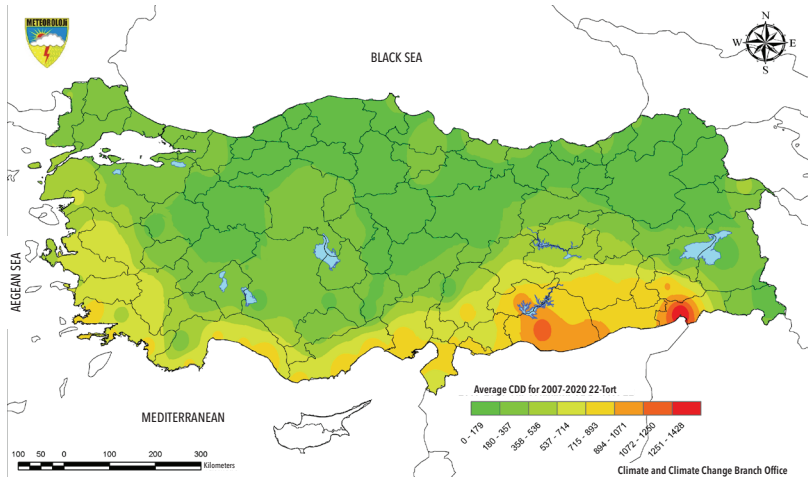 METEOROLOJİ
N
W
E
S
BLACK SEA
AEGEAN SEA
MEDITERRANEAN
Average CDD for 2007-2020 22-Tort
0 - 179
180 - 357
358 - 536
537 - 714
715 - 893
894 - 1071
1072 - 1250
1251 - 1428
100 50 0 100 200 300
Kilometers
Climate and Climate Change Branch Office